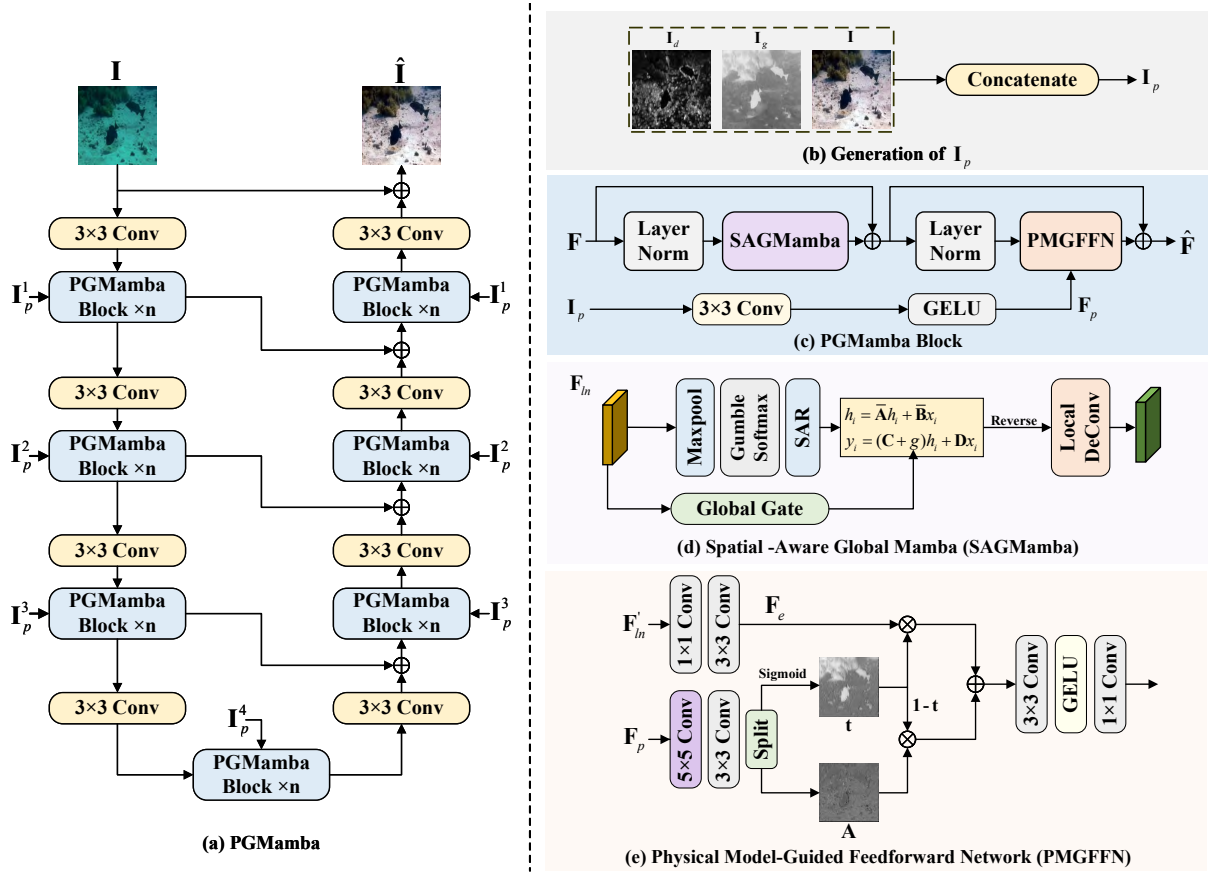 I
Î
3×3 Conv
3×3 Conv
I_p^1
PGMamba
Block ×n
PGMamba
Block ×n
I_p^1
3×3 Conv
3×3 Conv
I_p^2
PGMamba
Block ×n
PGMamba
Block ×n
I_p^2
3×3 Conv
3×3 Conv
I_p^3
PGMamba
Block ×n
PGMamba
Block ×n
I_p^3
3×3 Conv
3×3 Conv
I_p^4
PGMamba
Block ×n
(a) PGMamba
I_d
I_g
I
Concatenate
I_p
(b) Generation of I_p
F
Layer
Norm
SAGMamba
Layer
Norm
PMGFFN
F̂
I_p
3×3 Conv
GELU
F_p
(c) PGMamba Block
F_ln
Maxpool
Gumble
Softmax
SAR
h_i = A̅h_i + B̅x_i
y_i = (C + g)h_i + Dx_i
Reverse
Local
DeConv
Global Gate
(d) Spatial -Aware Global Mamba (SAGMamba)
F'_ln
1×1 Conv
3×3 Conv
F_e
F_p
5×5 Conv
3×3 Conv
Split
Sigmoid
t
1 - t
A
3×3 Conv
GELU
1×1 Conv
(e) Physical Model-Guided Feedforward Network (PMGFFN)